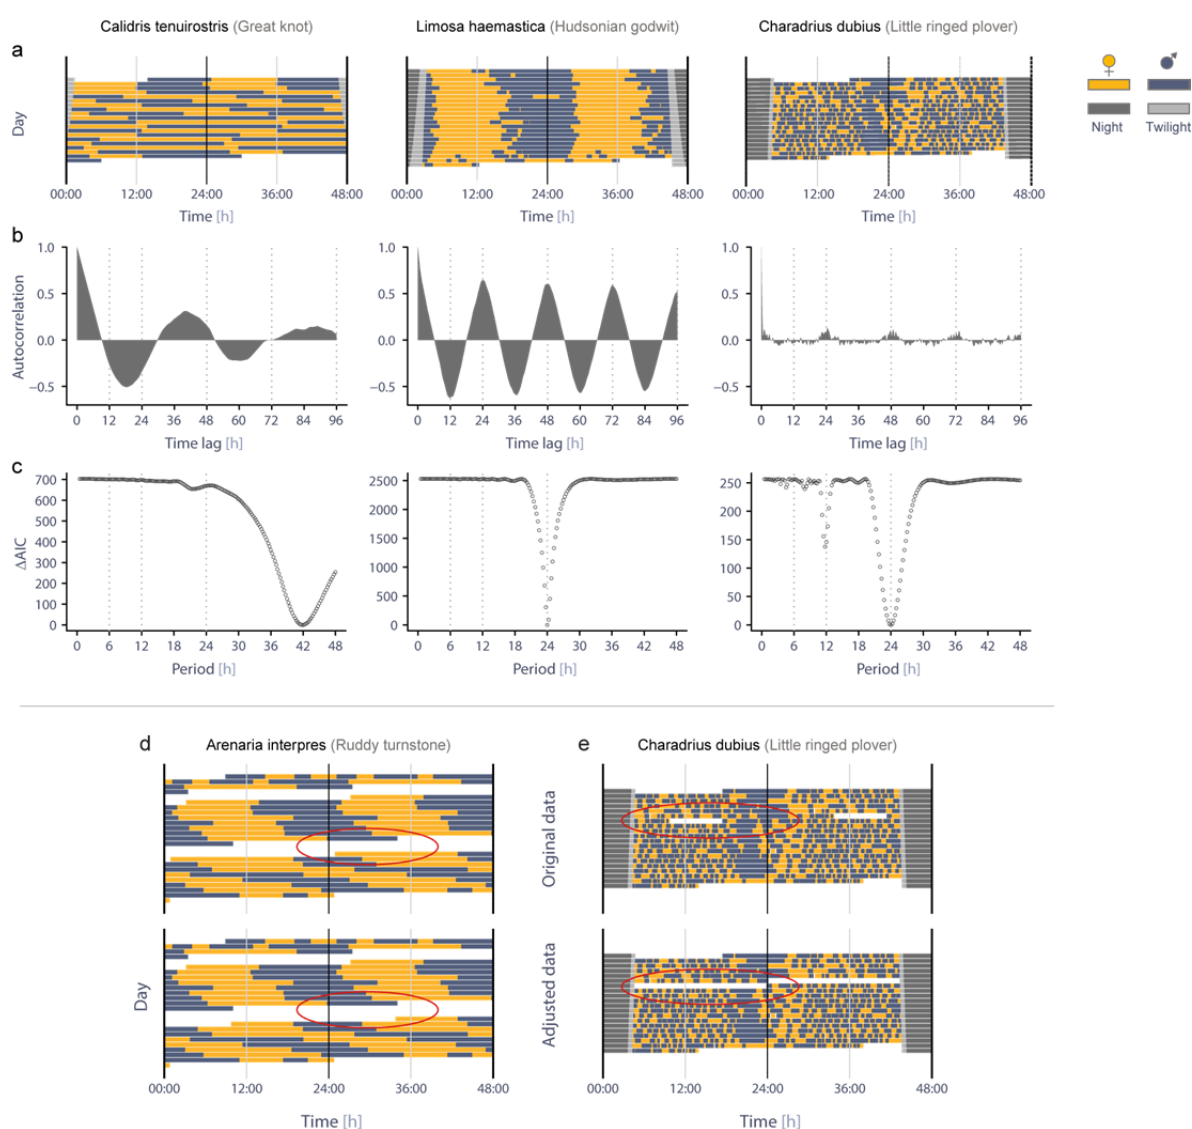 Calidris tenuirostris (Great knot)
Limosa haemastica (Hudsonian godwit)
Charadrius dubius (Little ringed plover)
a
Day
♀ ♂
Night
Twilight
00:00 12:00 24:00 36:00 48:00
00:00 12:00 24:00 36:00 48:00
00:00 12:00 24:00 36:00 48:00
Time [h]
Time [h]
Time [h]
b
Autocorrelation
1.0
0.5
0.0
−0.5
1.0
0.5
0.0
−0.5
1.0
0.5
0.0
−0.5
0 12 24 36 48 60 72 84 96
0 12 24 36 48 60 72 84 96
0 12 24 36 48 60 72 84 96
Time lag [h]
Time lag [h]
Time lag [h]
c
ΔAIC
700
600
500
400
300
200
100
0
2500
2000
1500
1000
500
0
250
200
150
100
50
0
0 6 12 18 24 30 36 42 48
0 6 12 18 24 30 36 42 48
0 6 12 18 24 30 36 42 48
Period [h]
Period [h]
Period [h]
d
Arenaria interpres (Ruddy turnstone)
e
Charadrius dubius (Little ringed plover)
Original data
Adjusted data
Day
00:00 12:00 24:00 36:00 48:00
00:00 12:00 24:00 36:00 48:00
Time [h]
Time [h]